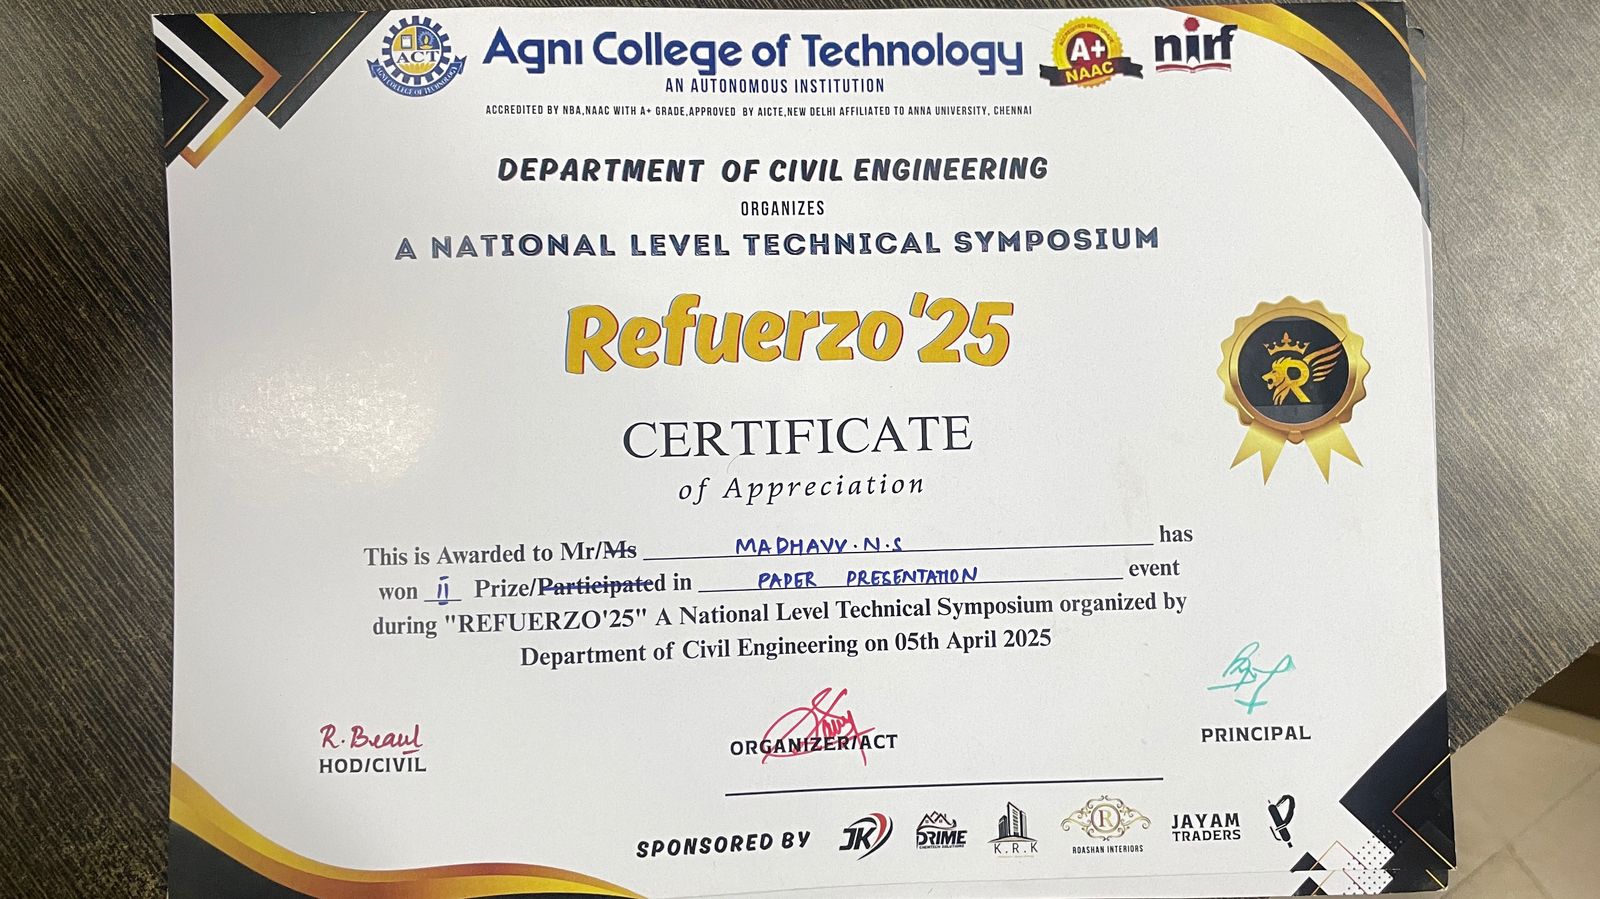 ACT
AGNI COLLEGE OF TECHNOLOGY
Agni College of Technology
A+
NAAC
nirf
AN AUTONOMOUS INSTITUTION
ACCREDITED BY NBA,NAAC WITH A+ GRADE,APPROVED BY AICTE,NEW DELHI AFFILIATED TO ANNA UNIVERSITY, CHENNAI
DEPARTMENT OF CIVIL ENGINEERING
ORGANIZES
A NATIONAL LEVEL TECHNICAL SYMPOSIUM
Refuerzo'25
R
CERTIFICATE
of Appreciation
This is Awarded to Mr/Ms MADHAVV.N.S has
won II Prize/Participated in PAPER PRESENTATION event
during "REFUERZO'25" A National Level Technical Symposium organized by
Department of Civil Engineering on 05th April 2025
R. Beaul
HOD/CIVIL
ORGANIZER/ACT
PRINCIPAL
SPONSORED BY
JK
PRIME
K.R.K
R
ROASHAN INTERIORS
JAYAM
TRADERS